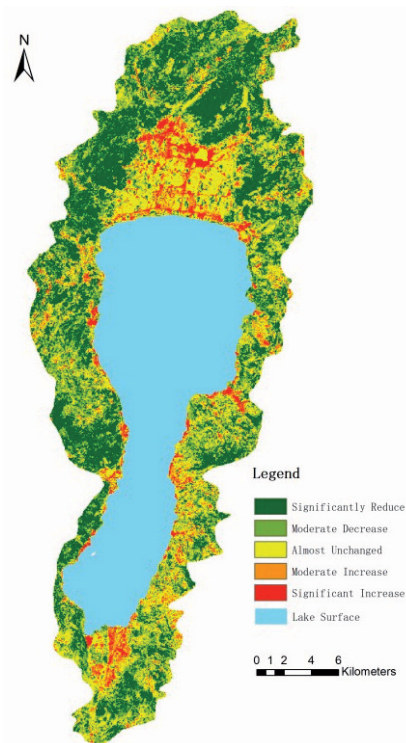 N
Legend
Significantly Reduce
Moderate Decrease
Almost Unchanged
Moderate Increase
Significant Increase
Lake Surface
0 1 2 4 6
Kilometers